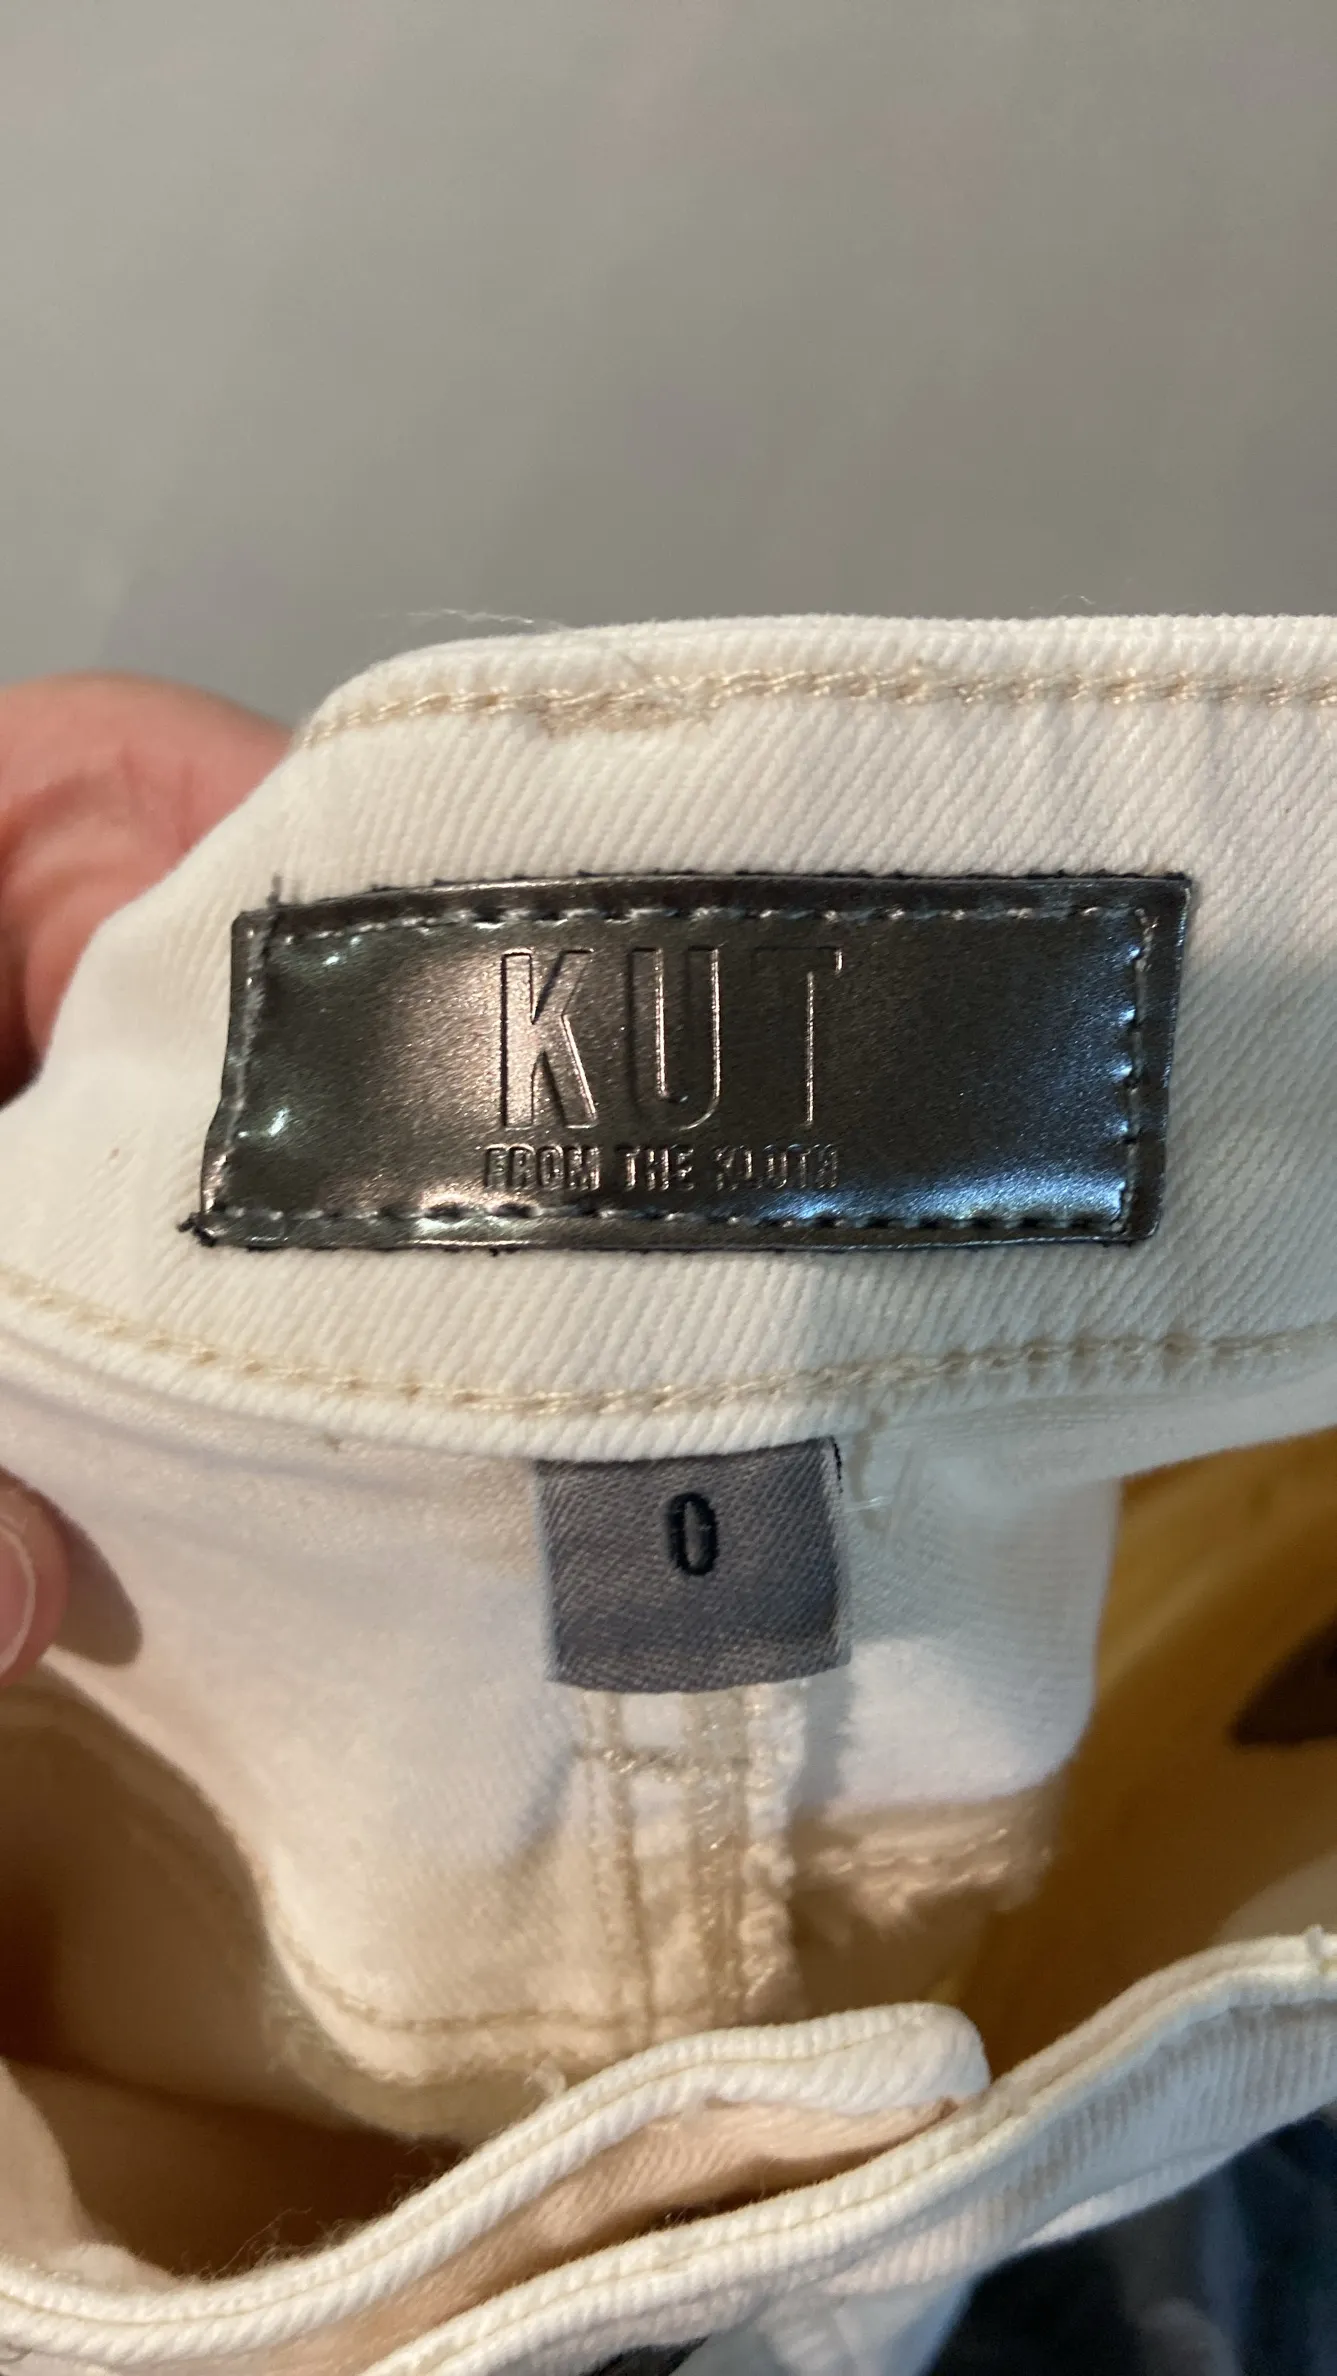 KUT
FROM THE KLOTH
0